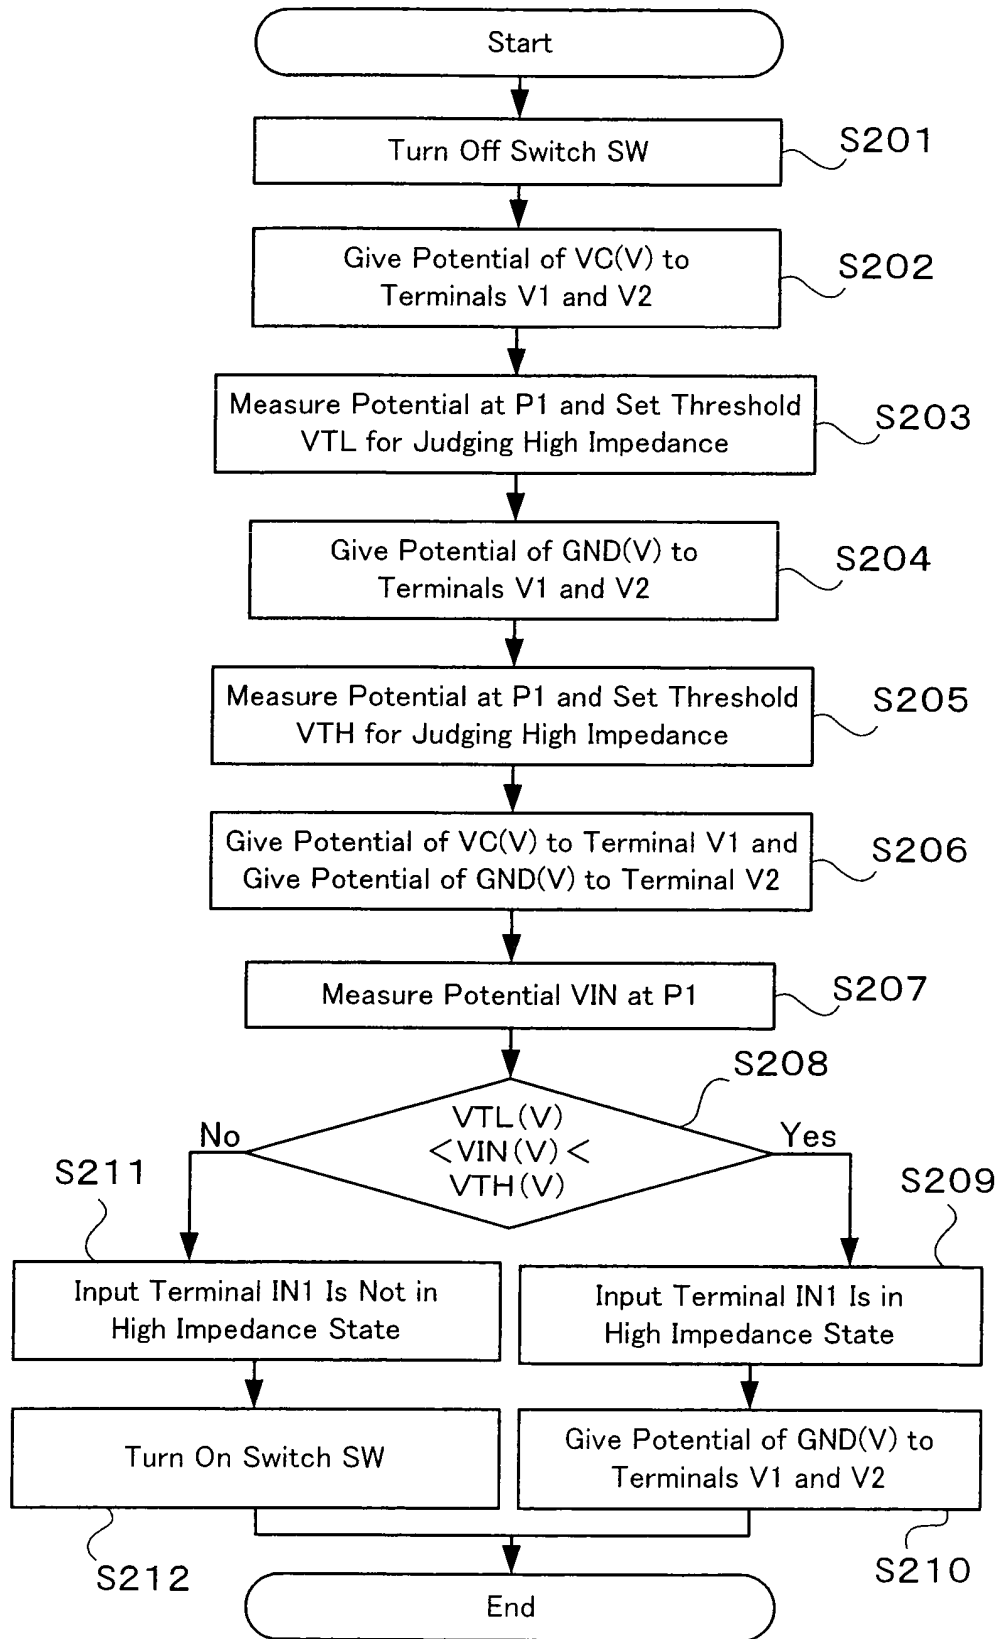 Start
Turn Off Switch SW
S201
Give Potential of VC(V) to
Terminals V1 and V2
S202
Measure Potential at P1 and Set Threshold
VTL for Judging High Impedance
S203
Give Potential of GND(V) to
Terminals V1 and V2
S204
Measure Potential at P1 and Set Threshold
VTH for Judging High Impedance
S205
Give Potential of VC(V) to Terminal V1 and
Give Potential of GND(V) to Terminal V2
S206
Measure Potential VIN at P1
S207
S208
VTL(V)
<VIN(V)<
VTH(V)
No
Yes
S211
S209
Input Terminal IN1 Is Not in
High Impedance State
Input Terminal IN1 Is in
High Impedance State
Turn On Switch SW
Give Potential of GND(V) to
Terminals V1 and V2
S212
S210
End